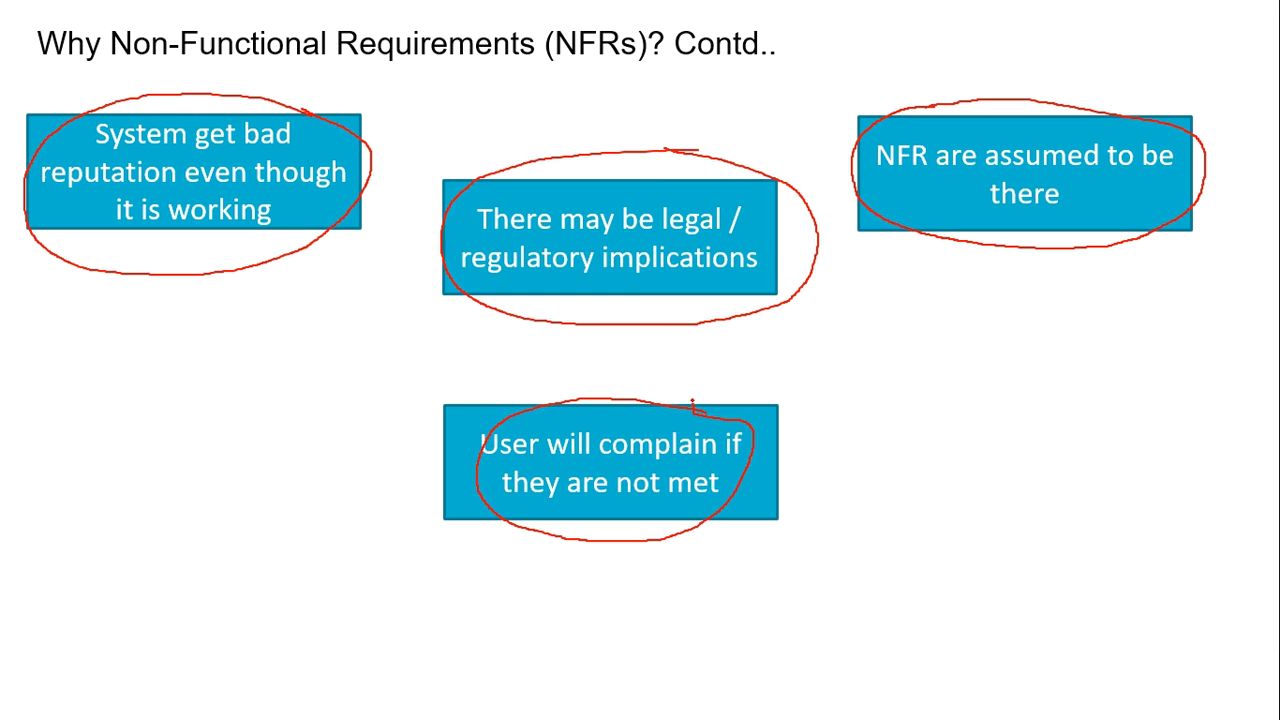 Why Non-Functional Requirements (NFRs)? Contd..
System get bad
reputation even though
it is working
There may be legal /
regulatory implications
NFR are assumed to be
there
User will complain if
they are not met